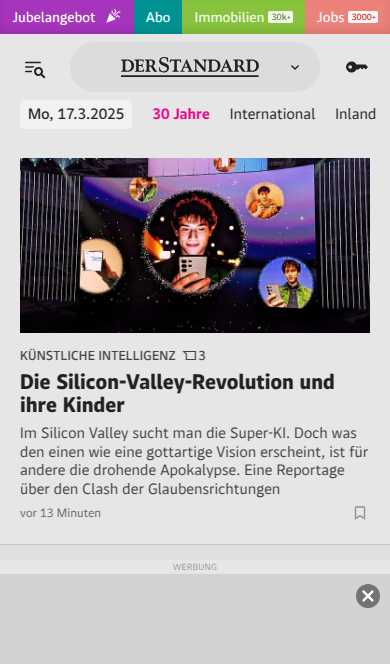 Jubelangebot Abo Immobilien 30k+ Jobs 3000+
DERSTANDARD
Mo, 17.3.2025 30 Jahre International Inland
KÜNSTLICHE INTELLIGENZ 3
Die Silicon-Valley-Revolution und
ihre Kinder
Im Silicon Valley sucht man die Super-KI. Doch was
den einen wie eine gottartige Vision erscheint, ist für
andere die drohende Apokalypse. Eine Reportage
über den Clash der Glaubensrichtungen
vor 13 Minuten
WERBUNG